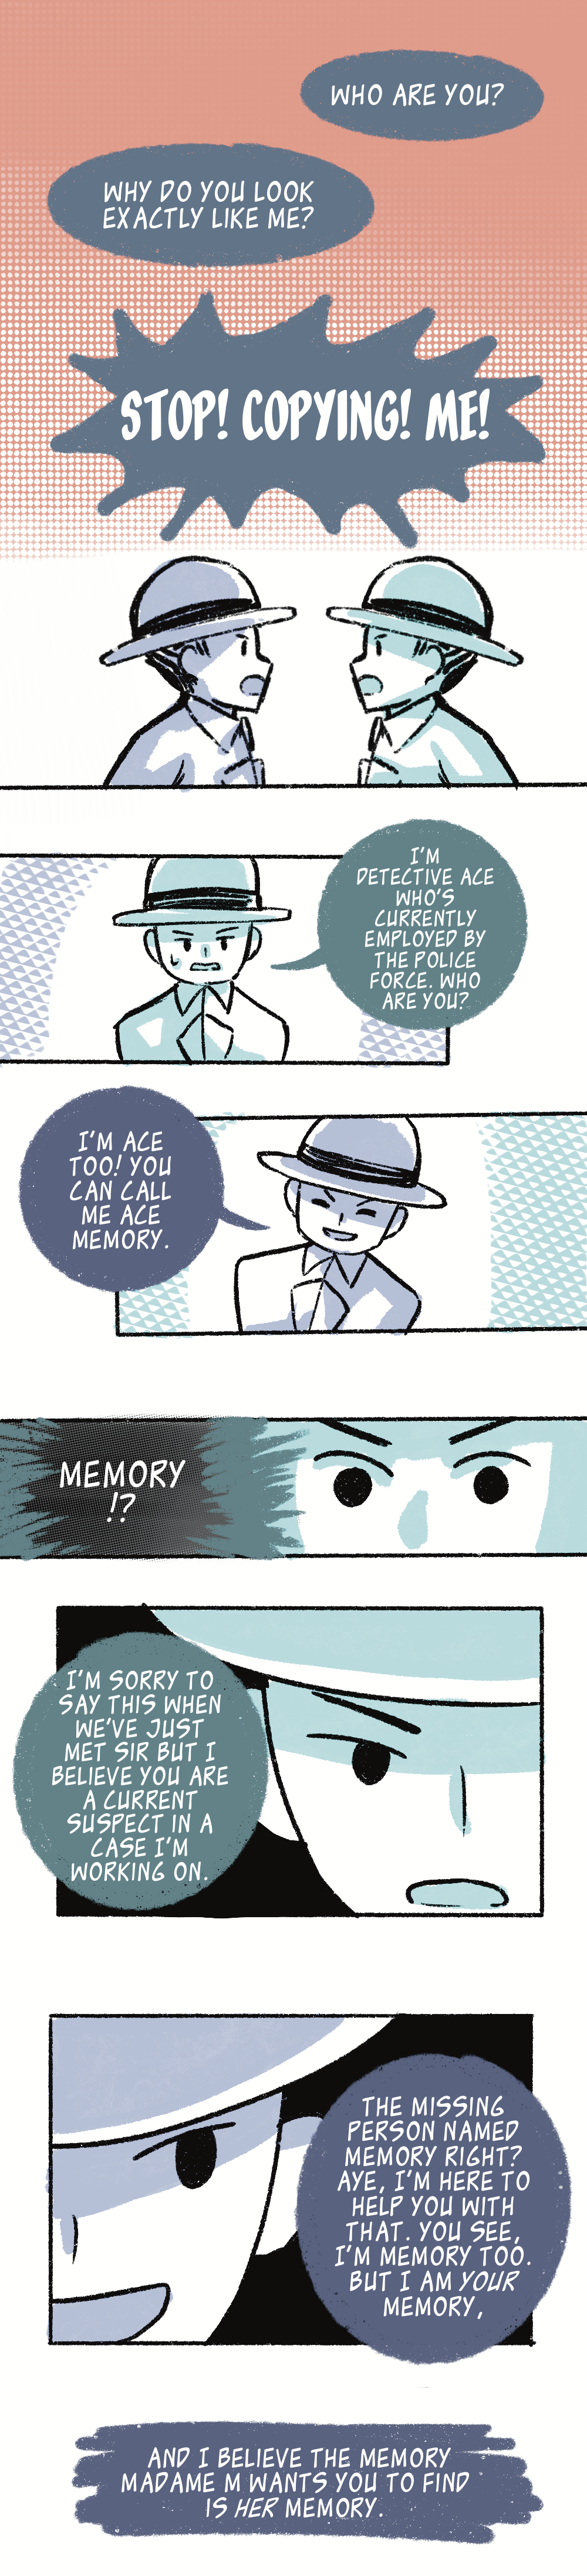 WHO ARE YOU?
WHY DO YOU LOOK
EXACTLY LIKE ME?
STOP! COPYING! ME!
I'M
DETECTIVE ACE
WHO'S
CURRENTLY
EMPLOYED BY
THE POLICE
FORCE. WHO
ARE YOU?
I'M ACE
TOO! YOU
CAN CALL
ME ACE
MEMORY.
MEMORY
!?
I'M SORRY TO
SAY THIS WHEN
WE'VE JUST
MET SIR BUT I
BELIEVE YOU ARE
A CURRENT
SUSPECT IN A
CASE I'M
WORKING ON.
THE MISSING
PERSON NAMED
MEMORY RIGHT?
AYE, I'M HERE TO
HELP YOU WITH
THAT. YOU SEE,
I'M MEMORY TOO.
BUT I AM YOUR
MEMORY,
AND I BELIEVE THE MEMORY
MADAME M WANTS YOU TO FIND
IS HER MEMORY.